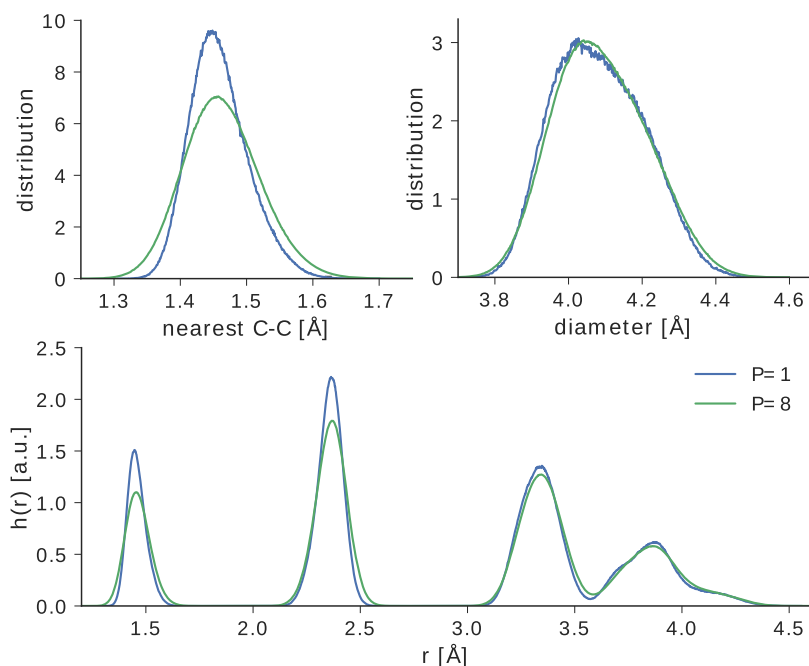 10
8
6
4
2
0
distribution
1.3 1.4 1.5 1.6 1.7
nearest C-C [Å]
3
2
1
0
distribution
3.8 4.0 4.2 4.4 4.6
diameter [Å]
2.5
2.0
1.5
1.0
0.5
0.0
h(r) [a.u.]
P= 1
P= 8
1.5 2.0 2.5 3.0 3.5 4.0 4.5
r [Å]